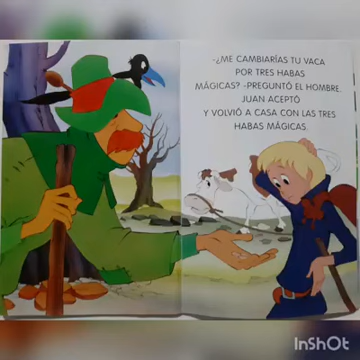 -¿ME CAMBIARÍAS TU VACA
POR TRES HABAS
MÁGICAS? -PREGUNTÓ EL HOMBRE.
JUAN ACEPTÓ
Y VOLVIÓ A CASA CON LAS TRES
HABAS MÁGICAS.
InShOt